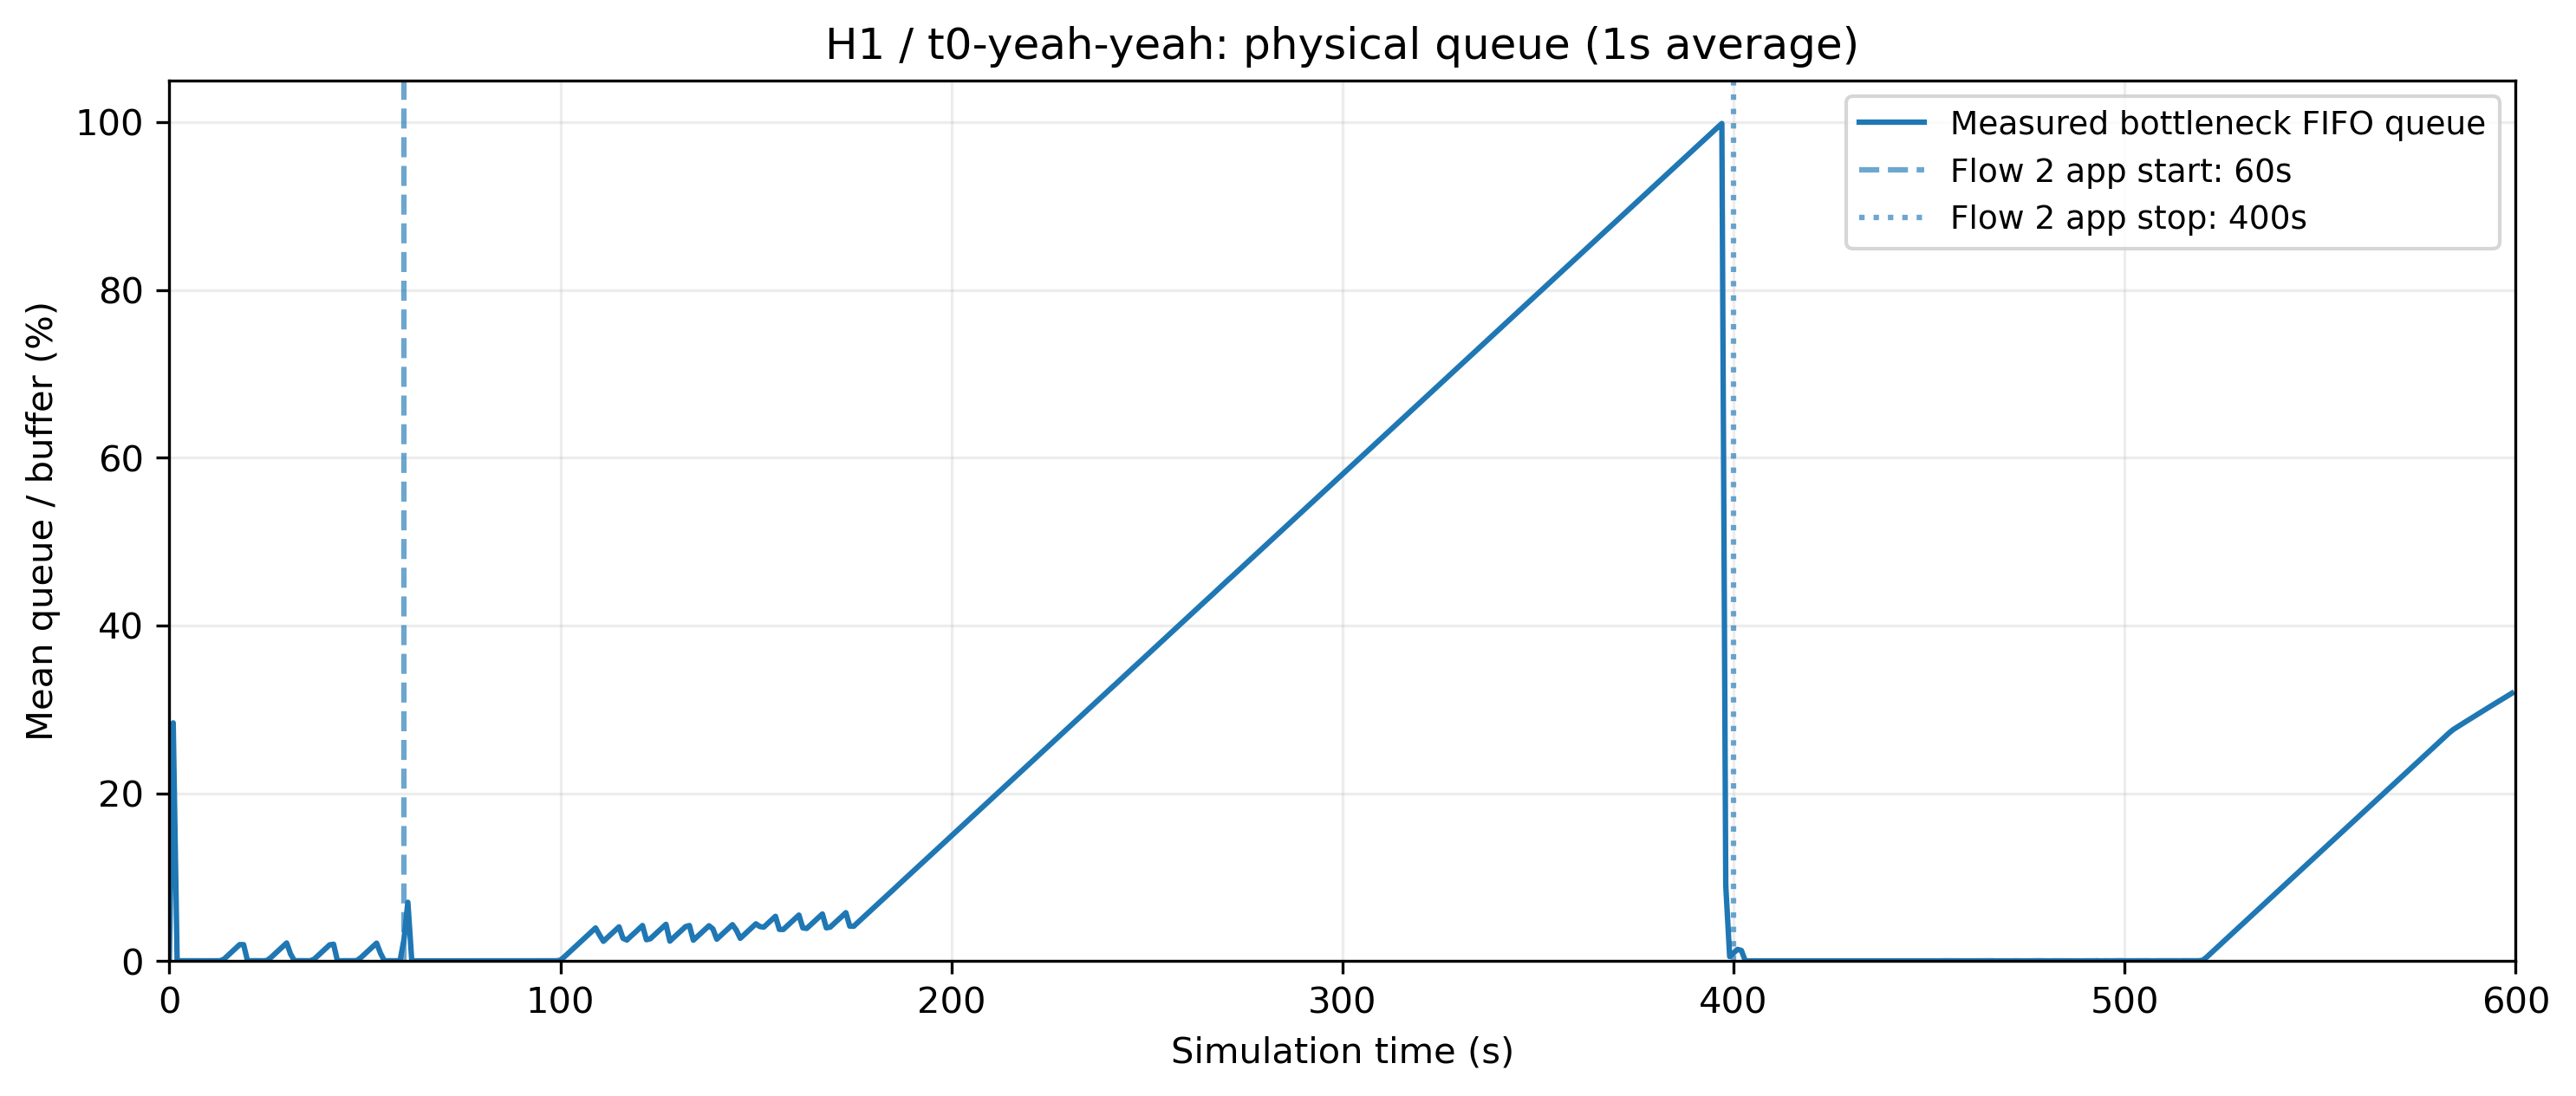 H1 / t0-yeah-yeah: physical queue (1s average)
Measured bottleneck FIFO queue
Flow 2 app start: 60s
Flow 2 app stop: 400s
Mean queue / buffer (%)
100
80
60
40
20
0
0 100 200 300 400 500 600
Simulation time (s)